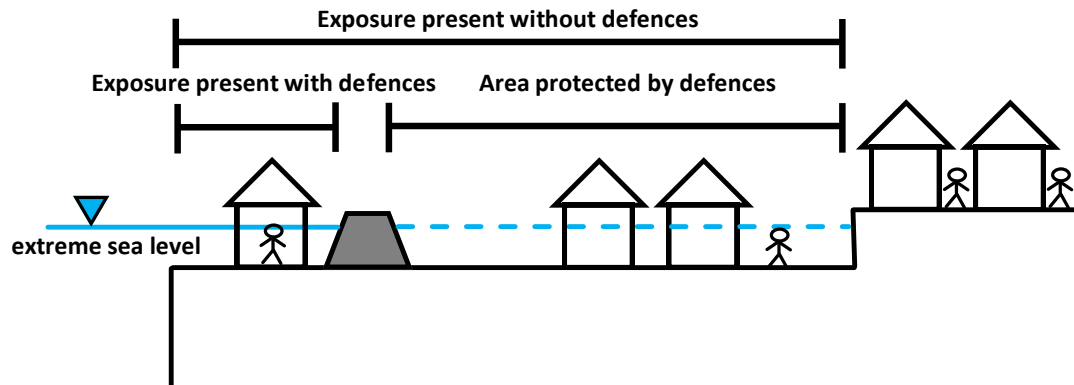 Exposure present without defences
Exposure present with defences
Area protected by defences
extreme sea level